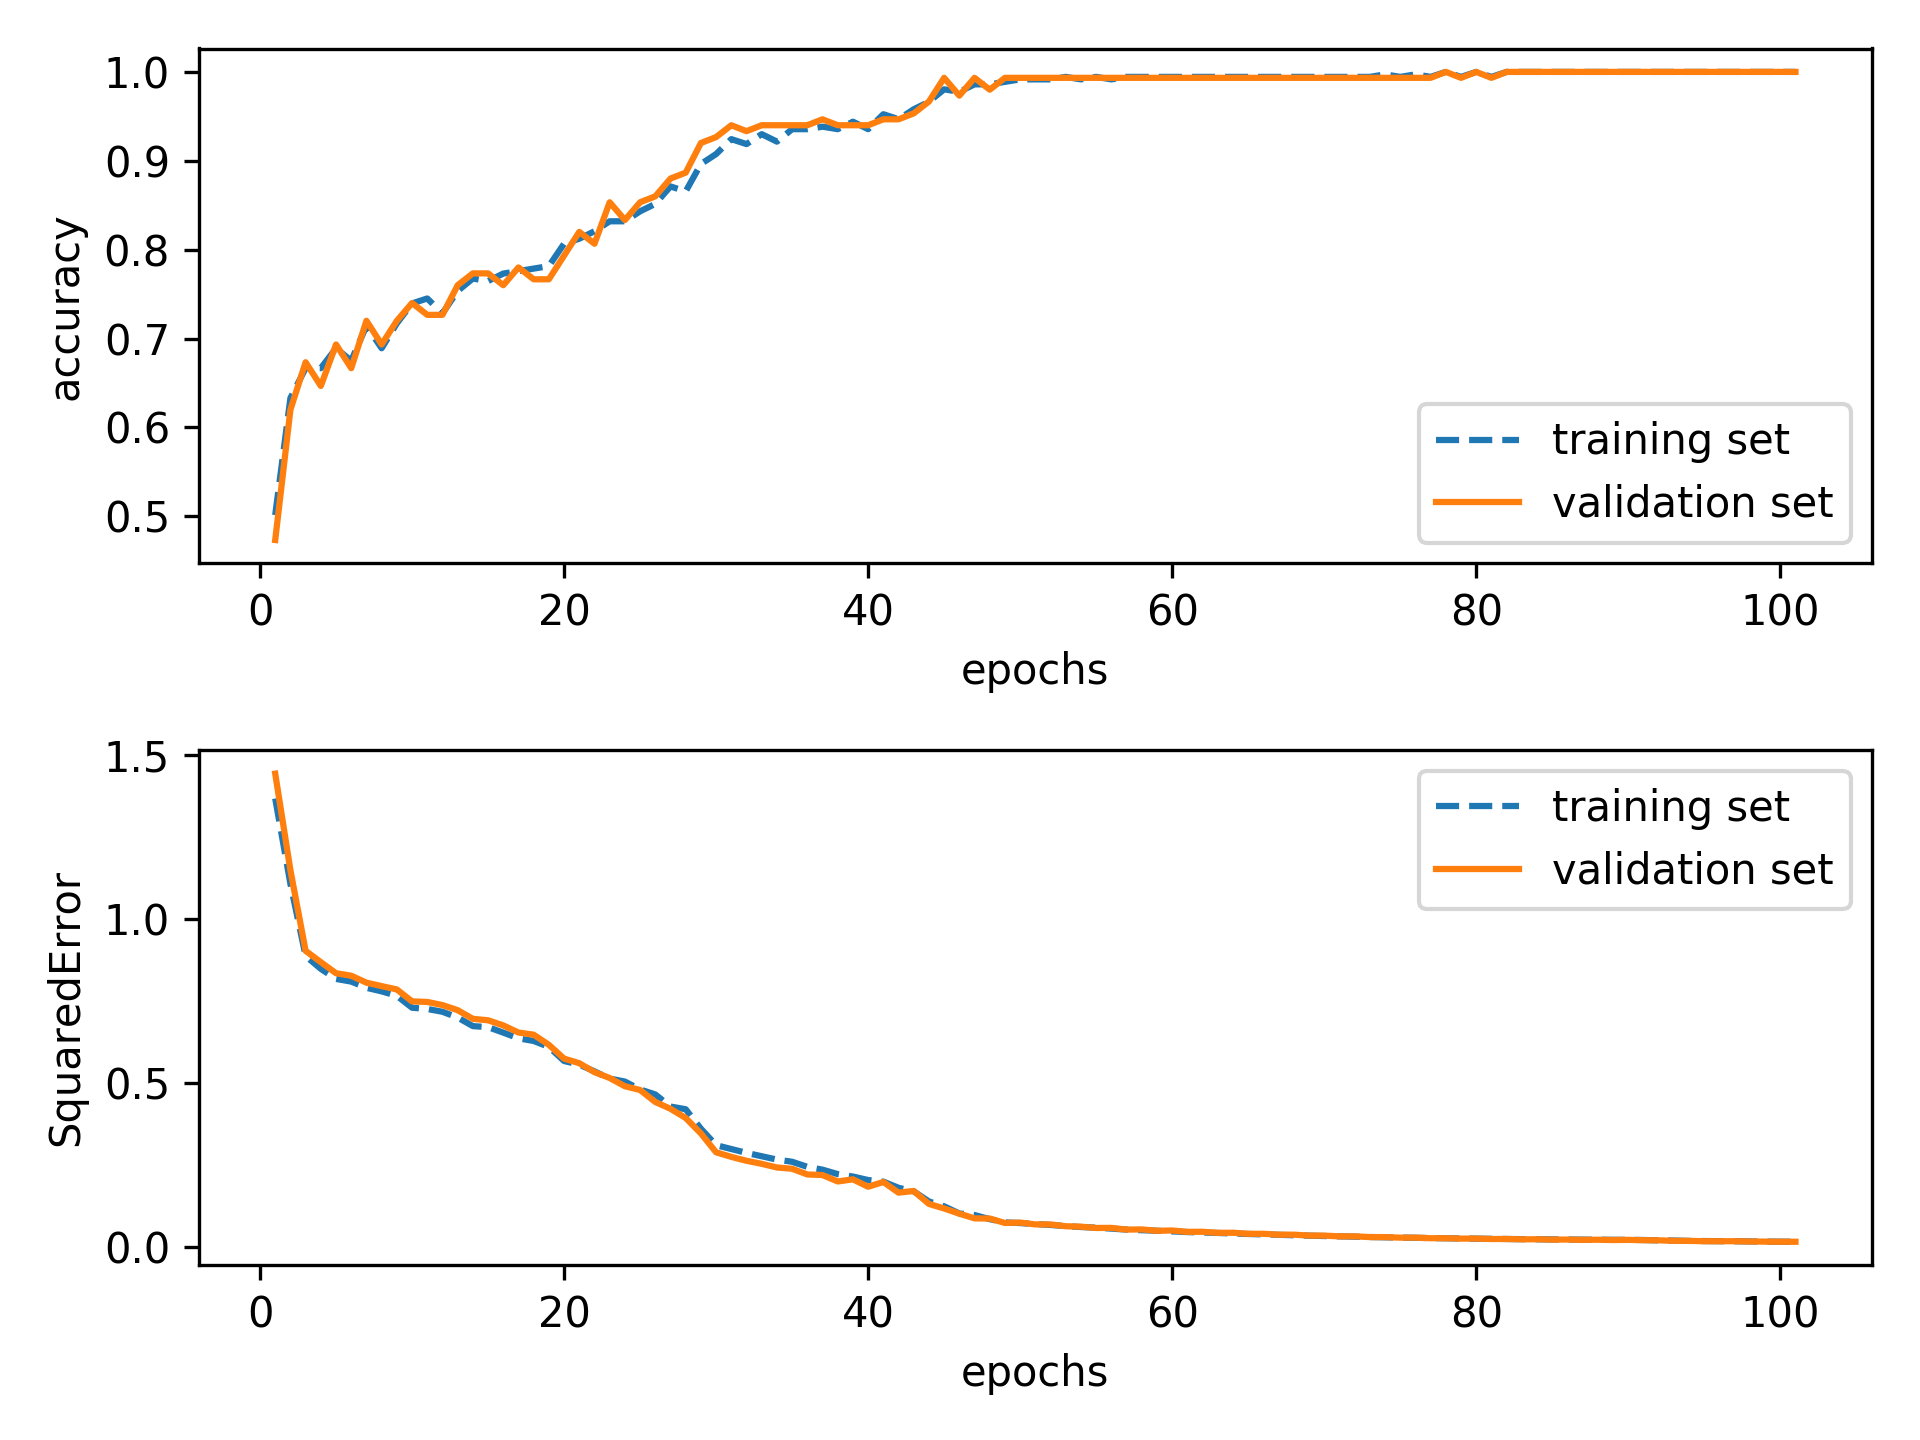 1.0
0.9
0.8
0.7
0.6
0.5
accuracy
training set
validation set
0 20 40 60 80 100
epochs
1.5
1.0
0.5
0.0
SquaredError
training set
validation set
0 20 40 60 80 100
epochs